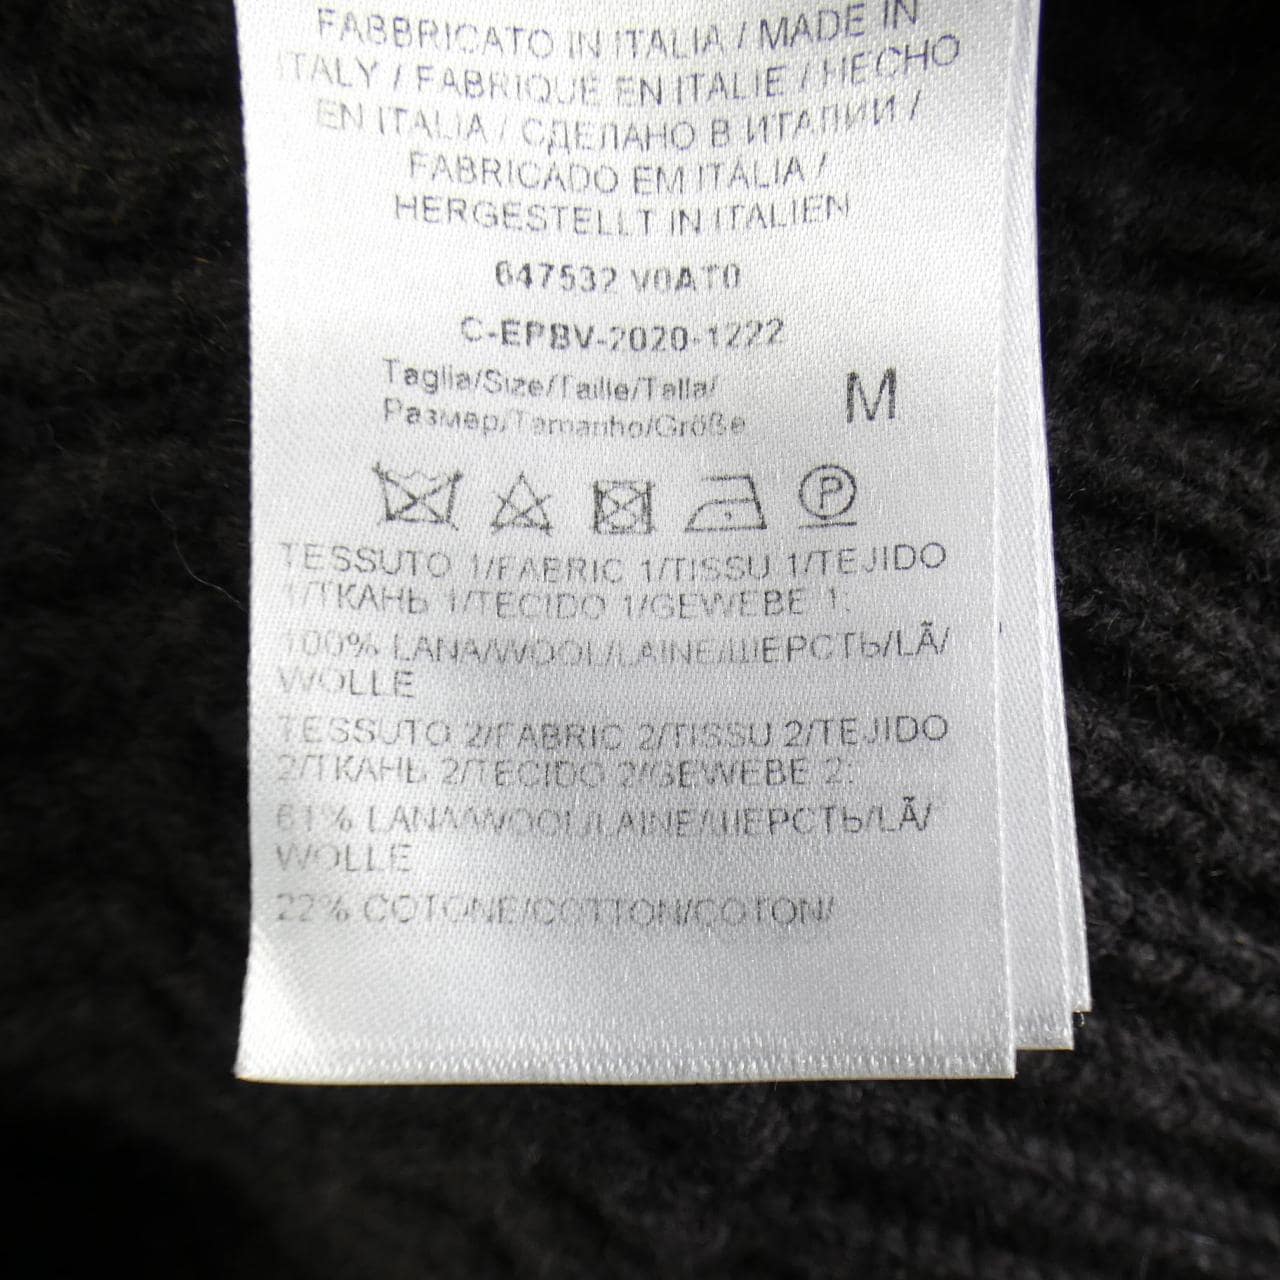 FABBRICATO IN ITALIA / MADE IN
ITALY / FABRIQUÉ EN ITALIE / HECHO
EN ITALIA / СДЕЛАНО В ИТАЛИИ /
FABRICADO EM ITÁLIA /
HERGESTELLT IN ITALIEN
647532 V0AT0
C-EPBV-2020-1222
Taglia/Size/Taille/Talla/
Размер/Tamanho/Größe
M
P
TESSUTO 1/FABRIC 1/TISSU 1/TEJIDO
1/ТКАНЬ 1/TECIDO 1/GEWEBE 1:
100% LANA/WOOL/LAINE/ШЕРСТЬ/LÃ/
WOLLE
TESSUTO 2/FABRIC 2/TISSU 2/TEJIDO
2/ТКАНЬ 2/TECIDO 2/GEWEBE 2:
61% LANA/WOOL/LAINE/ШЕРСТЬ/LÃ/
WOLLE
22% COTONE/COTTON/COTON/